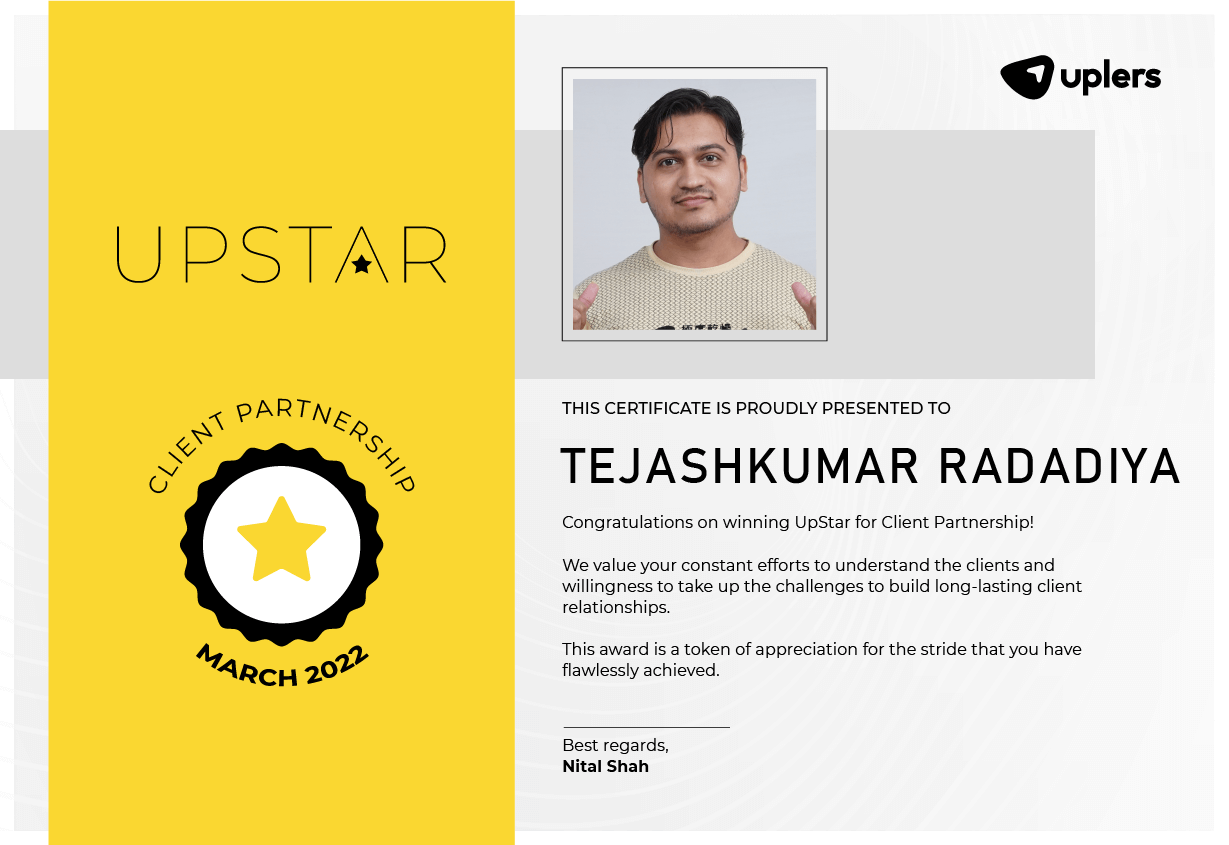 UPSTAR
CLIENT PARTNERSHIP
MARCH 2022
uplers
THIS CERTIFICATE IS PROUDLY PRESENTED TO
TEJASHKUMAR RADADIYA
Congratulations on winning UpStar for Client Partnership!
We value your constant efforts to understand the clients and
willingness to take up the challenges to build long-lasting client
relationships.
This award is a token of appreciation for the stride that you have
flawlessly achieved.
Best regards,
Nital Shah